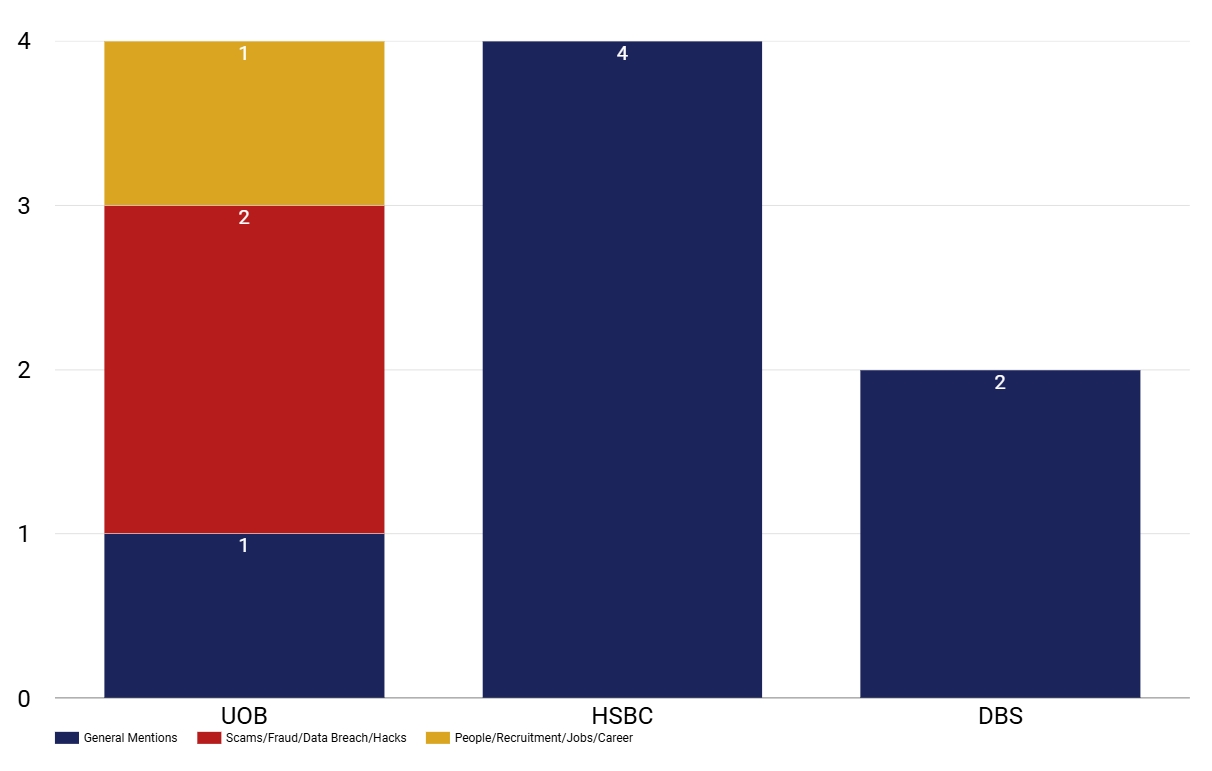 4
3
2
1
0
1
2
1
4
2
UOB
HSBC
DBS
General Mentions
Scams/Fraud/Data Breach/Hacks
People/Recruitment/Jobs/Career